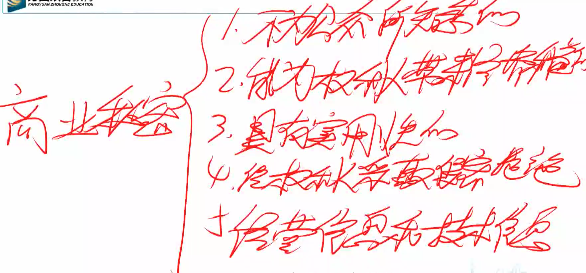 商业秘密
1. 不为公众所知悉的
2. 能为权利人带来经济利益
3. 具有实用性的
4. 经权利人采取保密措施
5 经营信息和技术信息